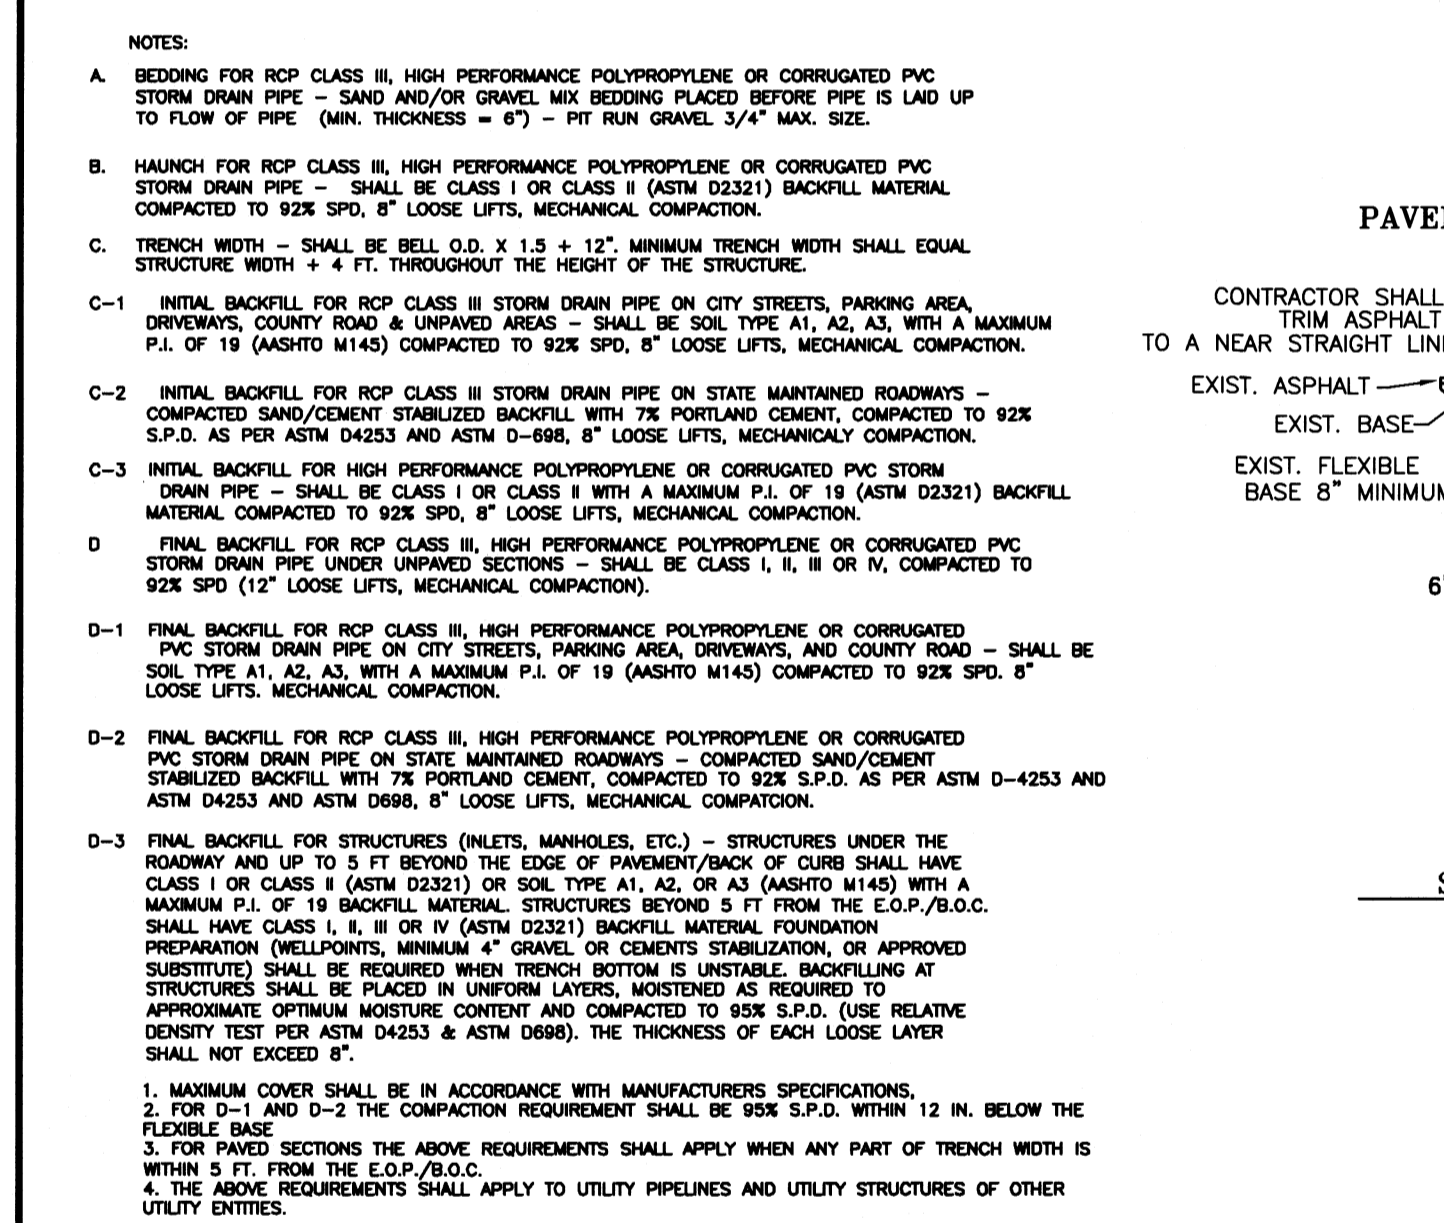 NOTES:
A. BEDDING FOR RCP CLASS III, HIGH PERFORMANCE POLYPROPYLENE OR CORRUGATED PVC
STORM DRAIN PIPE – SAND AND/OR GRAVEL MIX BEDDING PLACED BEFORE PIPE IS LAID UP
TO FLOW OF PIPE (MIN. THICKNESS = 6") – PIT RUN GRAVEL 3/4" MAX. SIZE.
B. HAUNCH FOR RCP CLASS III, HIGH PERFORMANCE POLYPROPYLENE OR CORRUGATED PVC
STORM DRAIN PIPE – SHALL BE CLASS I OR CLASS II (ASTM D2321) BACKFILL MATERIAL
COMPACTED TO 92% SPD, 8" LOOSE LIFTS, MECHANICAL COMPACTION.
C. TRENCH WIDTH – SHALL BE BELL O.D. X 1.5 + 12". MINIMUM TRENCH WIDTH SHALL EQUAL
STRUCTURE WIDTH + 4 FT. THROUGHOUT THE HEIGHT OF THE STRUCTURE.
C–1 INITIAL BACKFILL FOR RCP CLASS III STORM DRAIN PIPE ON CITY STREETS, PARKING AREA,
DRIVEWAYS, COUNTY ROAD & UNPAVED AREAS – SHALL BE SOIL TYPE A1, A2, A3, WITH A MAXIMUM
P.I. OF 19 (AASHTO M145) COMPACTED TO 92% SPD, 8" LOOSE LIFTS, MECHANICAL COMPACTION.
C–2 INITIAL BACKFILL FOR RCP CLASS III STORM DRAIN PIPE ON STATE MAINTAINED ROADWAYS –
COMPACTED SAND/CEMENT STABILIZED BACKFILL WITH 7% PORTLAND CEMENT, COMPACTED TO 92%
S.P.D. AS PER ASTM D4253 AND ASTM D–698, 8" LOOSE LIFTS, MECHANICALY COMPACTION.
C–3 INITIAL BACKFILL FOR HIGH PERFORMANCE POLYPROPYLENE OR CORRUGATED PVC STORM
DRAIN PIPE – SHALL BE CLASS I OR CLASS II WITH A MAXIMUM P.I. OF 19 (ASTM D2321) BACKFILL
MATERIAL COMPACTED TO 92% SPD, 8" LOOSE LIFTS, MECHANICAL COMPACTION.
D FINAL BACKFILL FOR RCP CLASS III, HIGH PERFORMANCE POLYPROPYLENE OR CORRUGATED PVC
STORM DRAIN PIPE UNDER UNPAVED SECTIONS – SHALL BE CLASS I, II, III OR IV, COMPACTED TO
92% SPD (12" LOOSE LIFTS, MECHANICAL COMPACTION).
D–1 FINAL BACKFILL FOR RCP CLASS III, HIGH PERFORMANCE POLYPROPYLENE OR CORRUGATED
PVC STORM DRAIN PIPE ON CITY STREETS, PARKING AREA, DRIVEWAYS, AND COUNTY ROAD – SHALL BE
SOIL TYPE A1, A2, A3, WITH A MAXIMUM P.I. OF 19 (AASHTO M145) COMPACTED TO 92% SPD. 8"
LOOSE LIFTS. MECHANICAL COMPACTION.
D–2 FINAL BACKFILL FOR RCP CLASS III, HIGH PERFORMANCE POLYPROPYLENE OR CORRUGATED
PVC STORM DRAIN PIPE ON STATE MAINTAINED ROADWAYS – COMPACTED SAND/CEMENT
STABILIZED BACKFILL WITH 7% PORTLAND CEMENT, COMPACTED TO 92% S.P.D. AS PER ASTM D–4253 AND
ASTM D4253 AND ASTM D698, 8" LOOSE LIFTS, MECHANICAL COMPATCION.
D–3 FINAL BACKFILL FOR STRUCTURES (INLETS, MANHOLES, ETC.) – STRUCTURES UNDER THE
ROADWAY AND UP TO 5 FT BEYOND THE EDGE OF PAVEMENT/BACK OF CURB SHALL HAVE
CLASS I OR CLASS II (ASTM D2321) OR SOIL TYPE A1, A2, OR A3 (AASHTO M145) WITH A
MAXIMUM P.I. OF 19 BACKFILL MATERIAL. STRUCTURES BEYOND 5 FT FROM THE E.O.P./B.O.C.
SHALL HAVE CLASS I, II, III OR IV (ASTM D2321) BACKFILL MATERIAL FOUNDATION
PREPARATION (WELLPOINTS, MINIMUM 4" GRAVEL OR CEMENTS STABILIZATION, OR APPROVED
SUBSTITUTE) SHALL BE REQUIRED WHEN TRENCH BOTTOM IS UNSTABLE. BACKFILLING AT
STRUCTURES SHALL BE PLACED IN UNIFORM LAYERS, MOISTENED AS REQUIRED TO
APPROXIMATE OPTIMUM MOISTURE CONTENT AND COMPACTED TO 95% S.P.D. (USE RELATIVE
DENSITY TEST PER ASTM D4253 & ASTM D698). THE THICKNESS OF EACH LOOSE LAYER
SHALL NOT EXCEED 8".
1. MAXIMUM COVER SHALL BE IN ACCORDANCE WITH MANUFACTURERS SPECIFICATIONS,
2. FOR D–1 AND D–2 THE COMPACTION REQUIREMENT SHALL BE 95% S.P.D. WITHIN 12 IN. BELOW THE
FLEXIBLE BASE
3. FOR PAVED SECTIONS THE ABOVE REQUIREMENTS SHALL APPLY WHEN ANY PART OF TRENCH WIDTH IS
WITHIN 5 FT. FROM THE E.O.P./B.O.C.
4. THE ABOVE REQUIREMENTS SHALL APPLY TO UTILITY PIPELINES AND UTILITY STRUCTURES OF OTHER
UTILITY ENTITIES.
CONTRACTOR SHALL
TRIM ASPHALT
TO A NEAR STRAIGHT
EXIST. ASPHALT
EXIST. BASE
EXIST. FLEXIBLE
BASE 8"